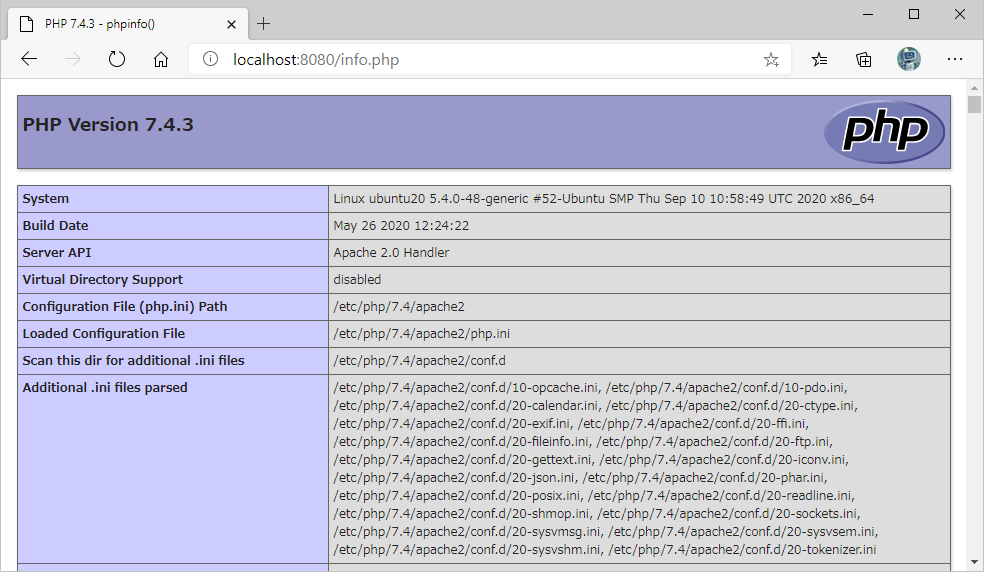 PHP 7.4.3 - phpinfo()
localhost:8080/info.php
PHP Version 7.4.3
php
System Linux ubuntu20 5.4.0-48-generic #52-Ubuntu SMP Thu Sep 10 10:58:49 UTC 2020 x86_64
Build Date May 26 2020 12:24:22
Server API Apache 2.0 Handler
Virtual Directory Support disabled
Configuration File (php.ini) Path /etc/php/7.4/apache2
Loaded Configuration File /etc/php/7.4/apache2/php.ini
Scan this dir for additional .ini files /etc/php/7.4/apache2/conf.d
Additional .ini files parsed /etc/php/7.4/apache2/conf.d/10-opcache.ini, /etc/php/7.4/apache2/conf.d/10-pdo.ini,
/etc/php/7.4/apache2/conf.d/20-calendar.ini, /etc/php/7.4/apache2/conf.d/20-ctype.ini,
/etc/php/7.4/apache2/conf.d/20-exif.ini, /etc/php/7.4/apache2/conf.d/20-ffi.ini,
/etc/php/7.4/apache2/conf.d/20-fileinfo.ini, /etc/php/7.4/apache2/conf.d/20-ftp.ini,
/etc/php/7.4/apache2/conf.d/20-gettext.ini, /etc/php/7.4/apache2/conf.d/20-iconv.ini,
/etc/php/7.4/apache2/conf.d/20-json.ini, /etc/php/7.4/apache2/conf.d/20-phar.ini,
/etc/php/7.4/apache2/conf.d/20-posix.ini, /etc/php/7.4/apache2/conf.d/20-readline.ini,
/etc/php/7.4/apache2/conf.d/20-shmop.ini, /etc/php/7.4/apache2/conf.d/20-sockets.ini,
/etc/php/7.4/apache2/conf.d/20-sysvmsg.ini, /etc/php/7.4/apache2/conf.d/20-sysvsem.ini,
/etc/php/7.4/apache2/conf.d/20-sysvshm.ini, /etc/php/7.4/apache2/conf.d/20-tokenizer.ini